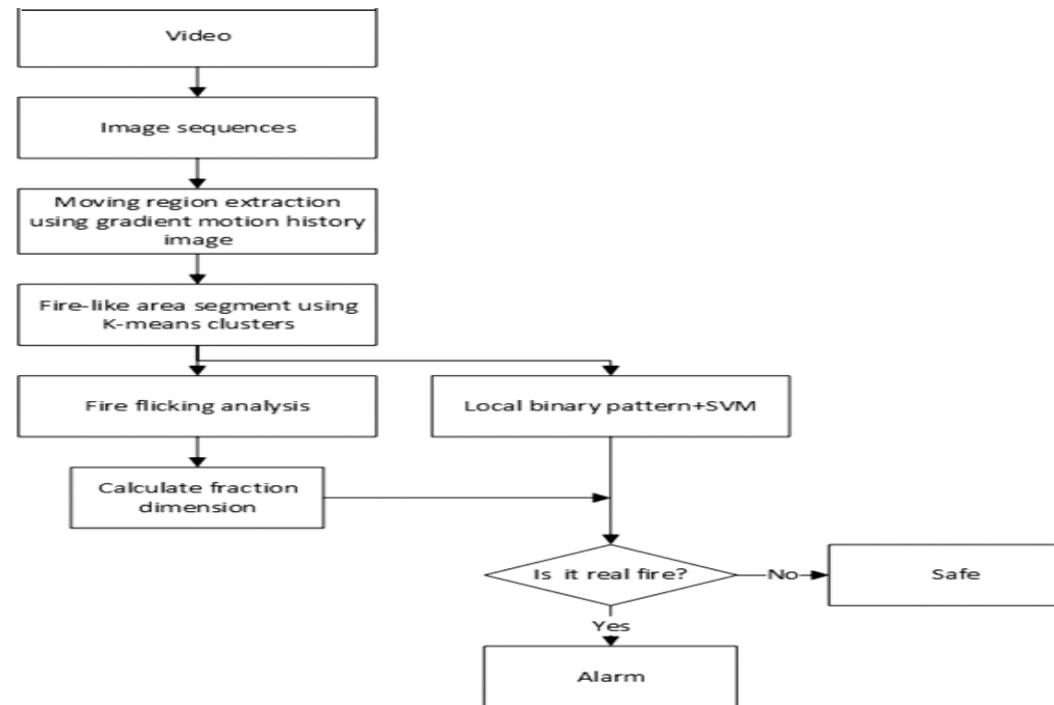 Video
Image sequences
Moving region extraction
using gradient motion history
image
Fire-like area segment using
K-means clusters
Fire flicking analysis
Local binary pattern+SVM
Calculate fraction
dimension
Is it real fire?
No
Safe
Yes
Alarm